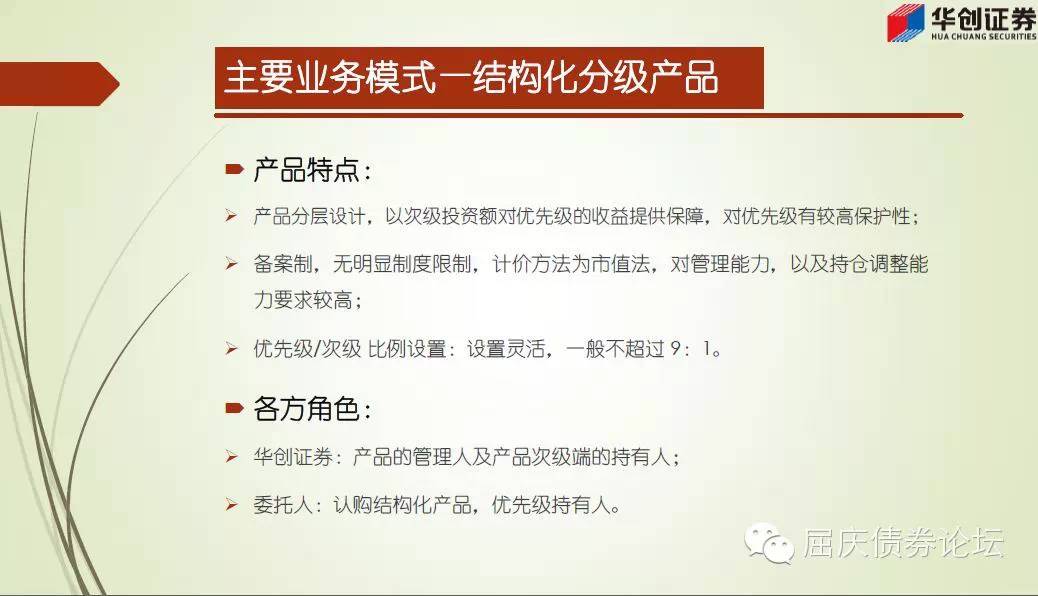 华创证券
HUA CHUANG SECURITIES
主要业务模式—结构化分级产品
产品特点：
产品分层设计，以次级投资额对优先级的收益提供保障，对优先级有较高保护性；
备案制，无明显制度限制，计价方法为市值法，对管理能力，以及持仓调整能
力要求较高；
优先级/次级 比例设置：设置灵活，一般不超过 9：1。
各方角色：
华创证券：产品的管理人及产品次级端的持有人；
委托人：认购结构化产品，优先级持有人。
屈庆债券论坛